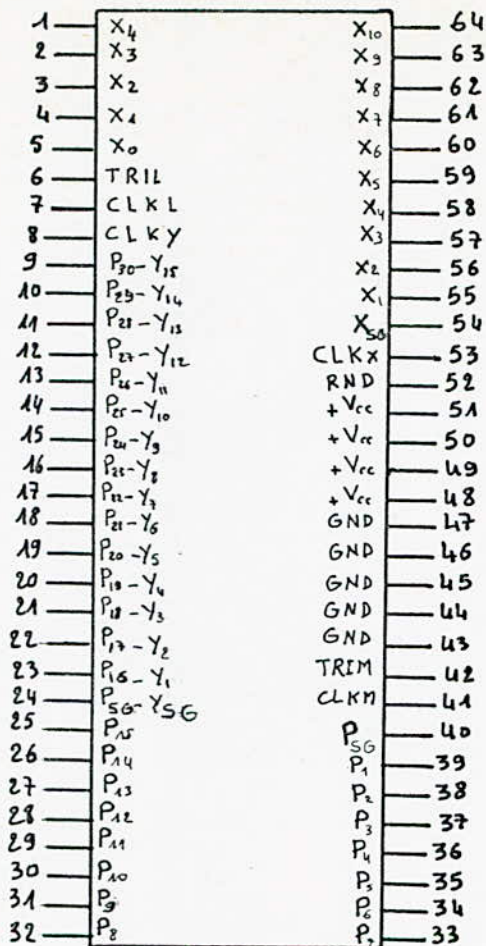 1 X4 X10 64
2 X3 X9 63
3 X2 X8 62
4 X1 X7 61
5 X0 X6 60
6 TRIL X5 59
7 CLKL X4 58
8 CLKY X3 57
9 P30-Y15 X2 56
10 P29-Y14 X1 55
11 P28-Y13 XSG 54
12 P27-Y12 CLKX 53
13 P26-Y11 RND 52
14 P25-Y10 +Vcc 51
15 P24-Y9 +Vcc 50
16 P23-Y8 +Vcc 49
17 P22-Y7 +Vcc 48
18 P21-Y6 GND 47
19 P20-Y5 GND 46
20 P19-Y4 GND 45
21 P18-Y3 GND 44
22 P17-Y2 GND 43
23 P16-Y1 TRIM 42
24 PSG-YSG CLKM 41
25 P15 PSG 40
26 P14 P1 39
27 P13 P2 38
28 P12 P3 37
29 P11 P4 36
30 P10 P5 35
31 P9 P6 34
32 P8 P7 33